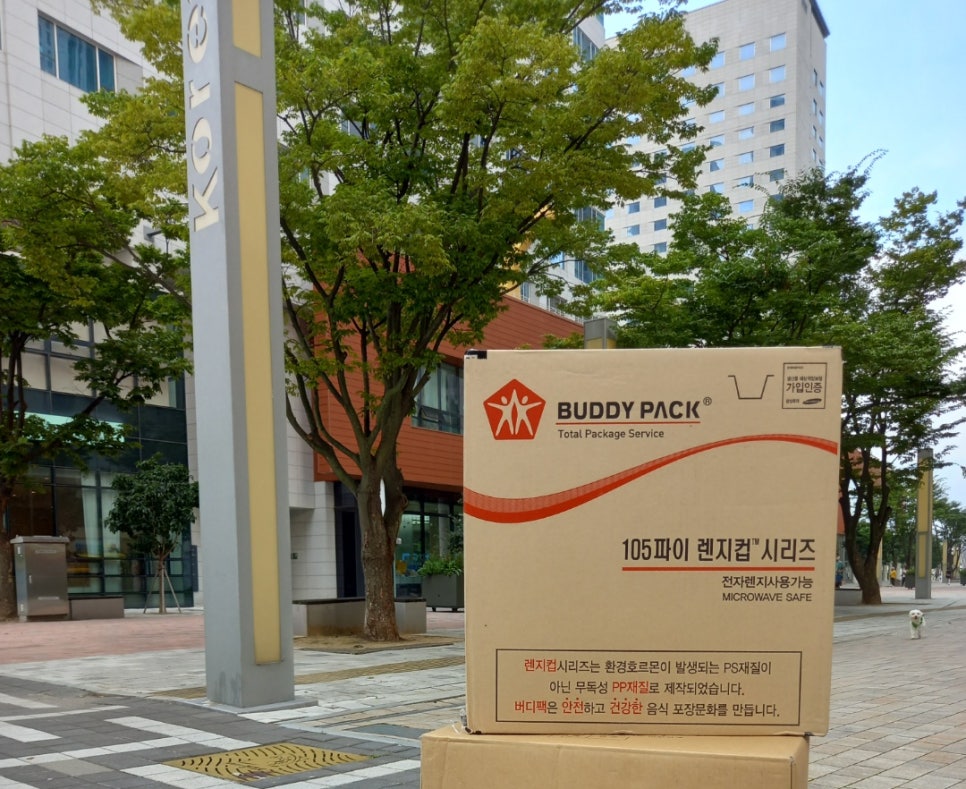 Kore
BUDDY PACK®
Total Package Service
가입인증
105파이 렌지컵™시리즈
전자렌지사용가능
MICROWAVE SAFE
렌지컵시리즈는 환경호르몬이 발생되는 PS재질이
아닌 무독성 PP재질로 제작되었습니다.
버디팩은 안전하고 건강한 음식 포장문화를 만듭니다.